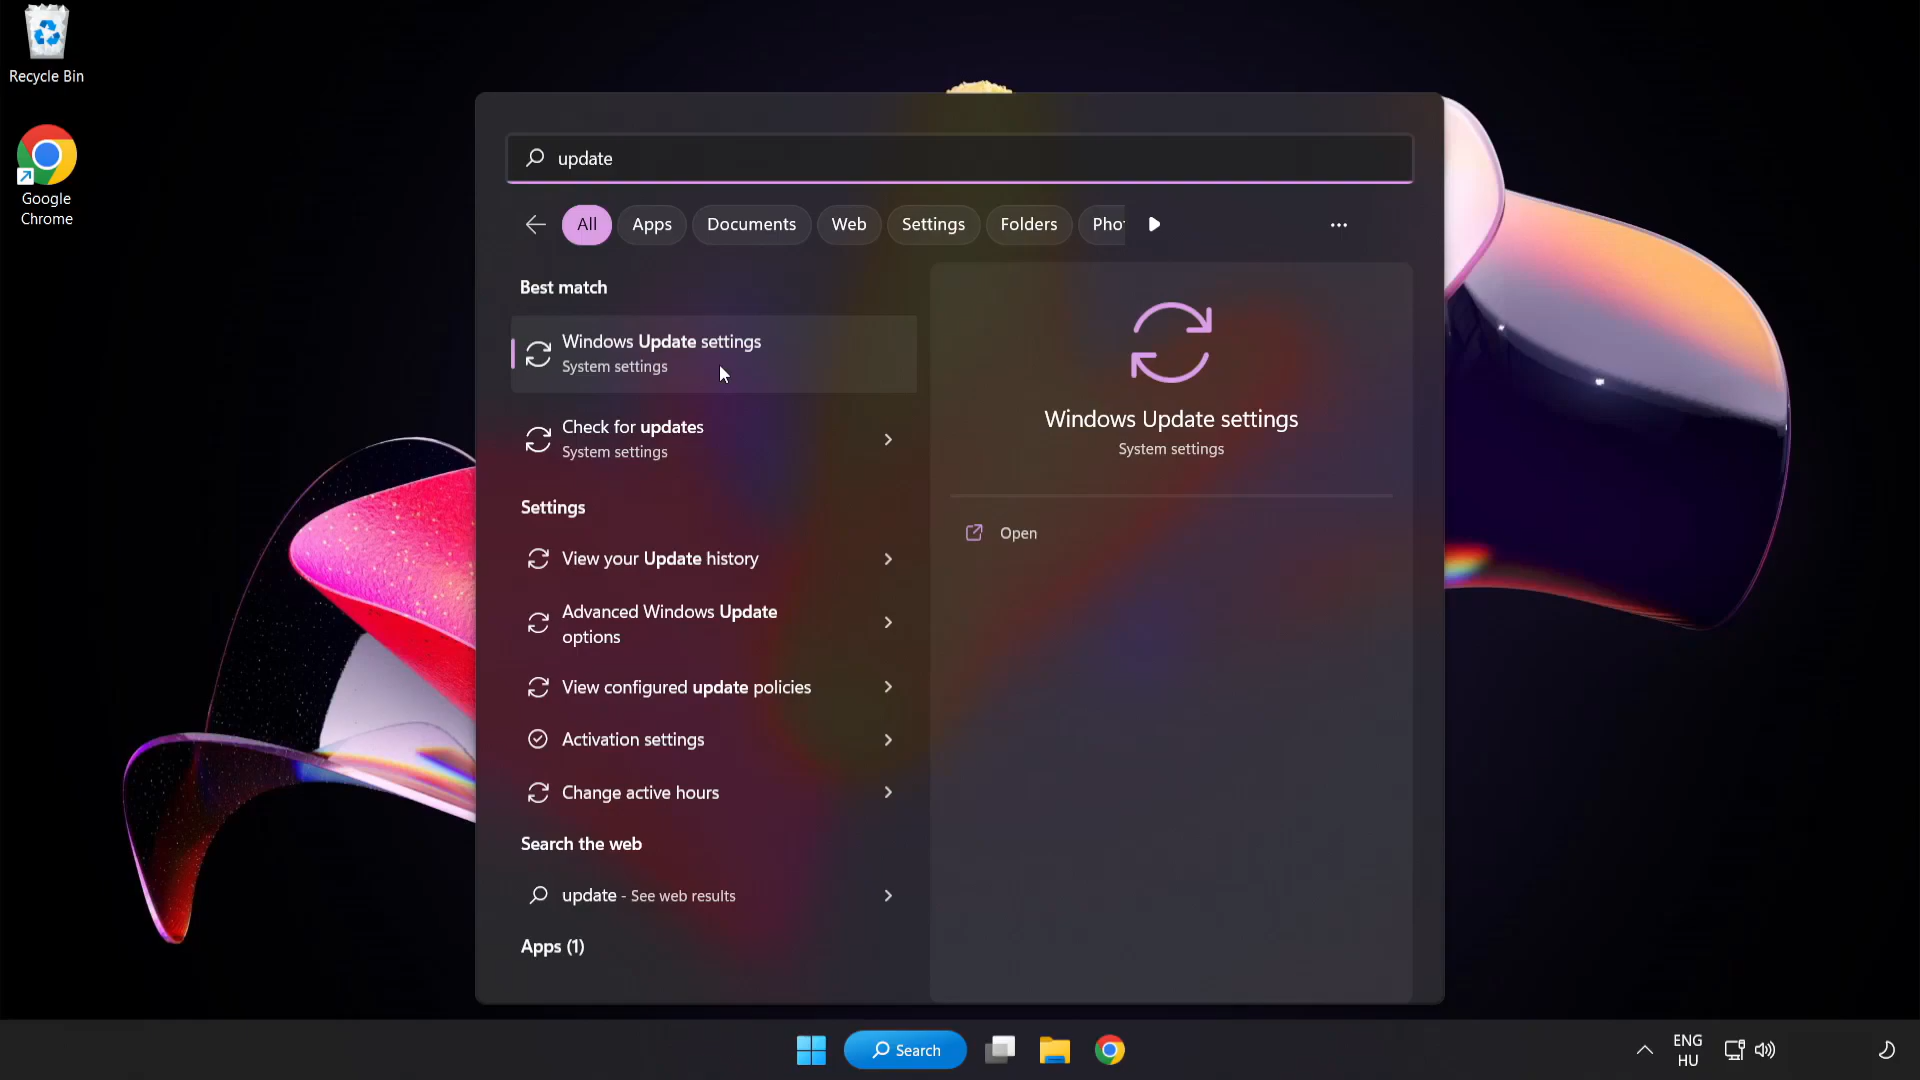 Recycle Bin
Google
Chrome
update
All
Apps
Documents
Web
Settings
Folders
Pho
Best match
Windows Update settings
System settings
Check for updates
System settings
Settings
View your Update history
Advanced Windows Update
options
View configured update policies
Activation settings
Change active hours
Search the web
update - See web results
Apps (1)
Windows Update settings
System settings
Open
Search
ENG
HU